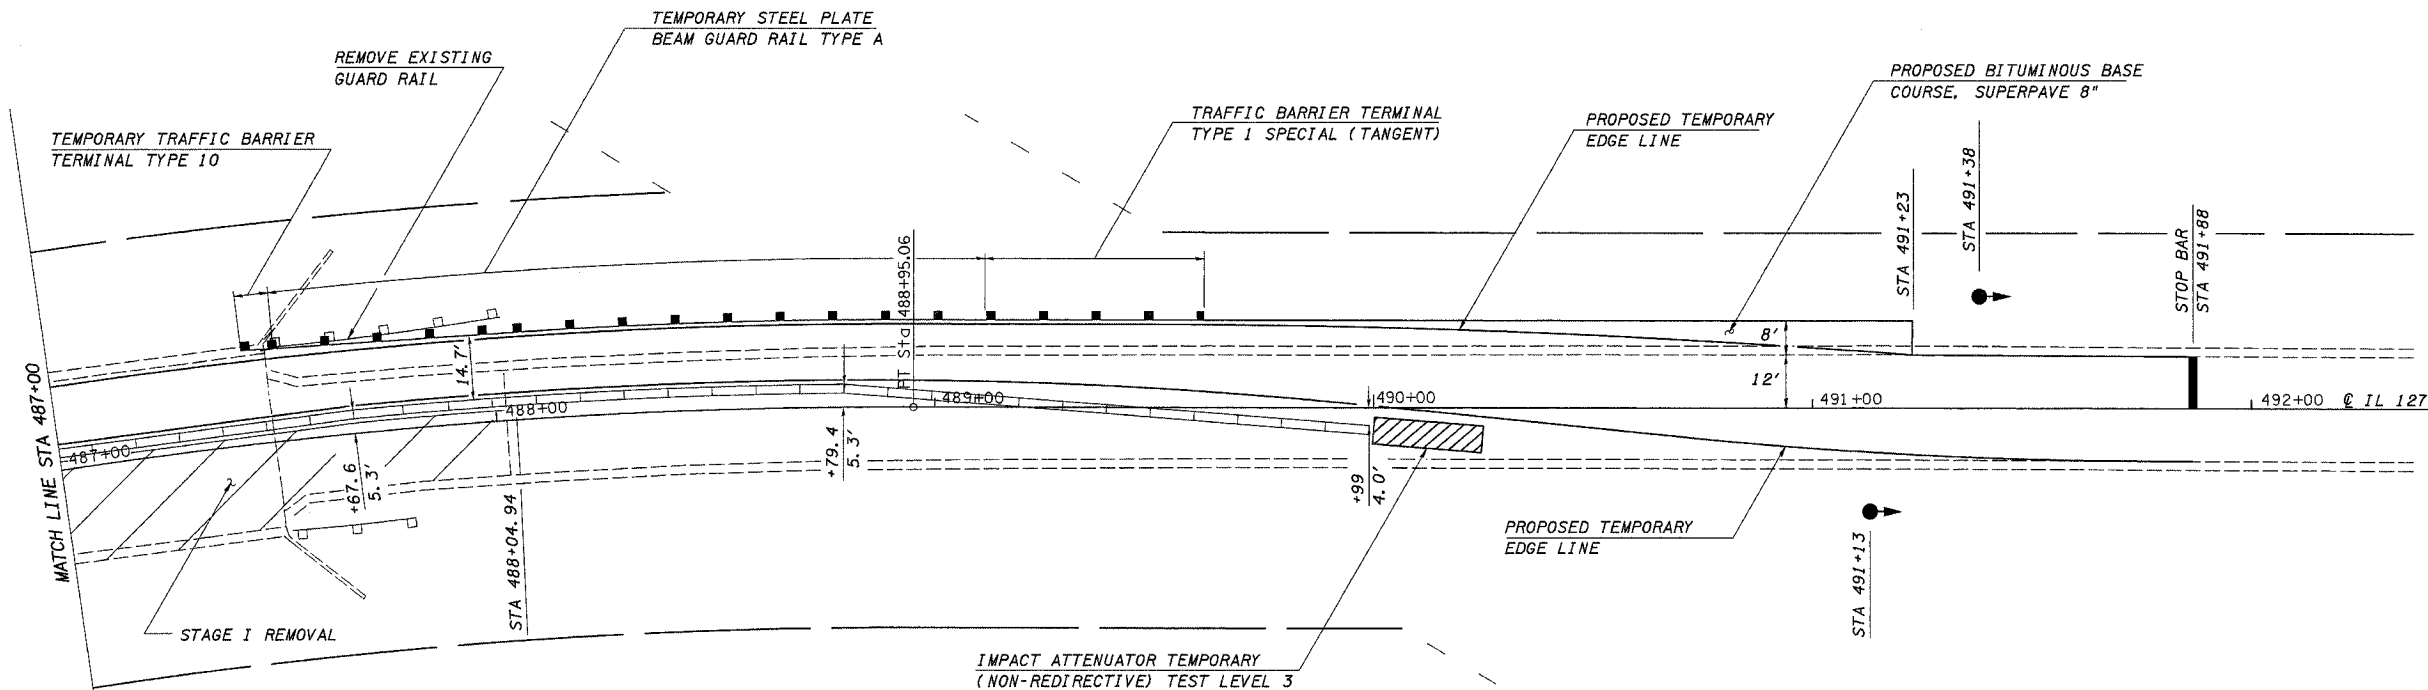 TEMPORARY STEEL PLATE
BEAM GUARD RAIL TYPE A
REMOVE EXISTING
GUARD RAIL
PROPOSED BITUMINOUS BASE
COURSE, SUPERPAVE 8"
TRAFFIC BARRIER TERMINAL
TYPE 1 SPECIAL (TANGENT)
PROPOSED TEMPORARY
EDGE LINE
TEMPORARY TRAFFIC BARRIER
TERMINAL TYPE 10
STA 491+23
STA 491+38
STOP BAR
STA 491+88
PT Sta 488+95.06
14.7'
8'
12'
MATCH LINE STA 487+00
487+00
488+00
489+00
490+00
491+00
492+00
℄ IL 127
+67.6
5.3'
+79.4
5.3'
+99
4.0'
STA 488+04.94
PROPOSED TEMPORARY
EDGE LINE
STA 491+13
STAGE I REMOVAL
IMPACT ATTENUATOR TEMPORARY
(NON-REDIRECTIVE) TEST LEVEL 3